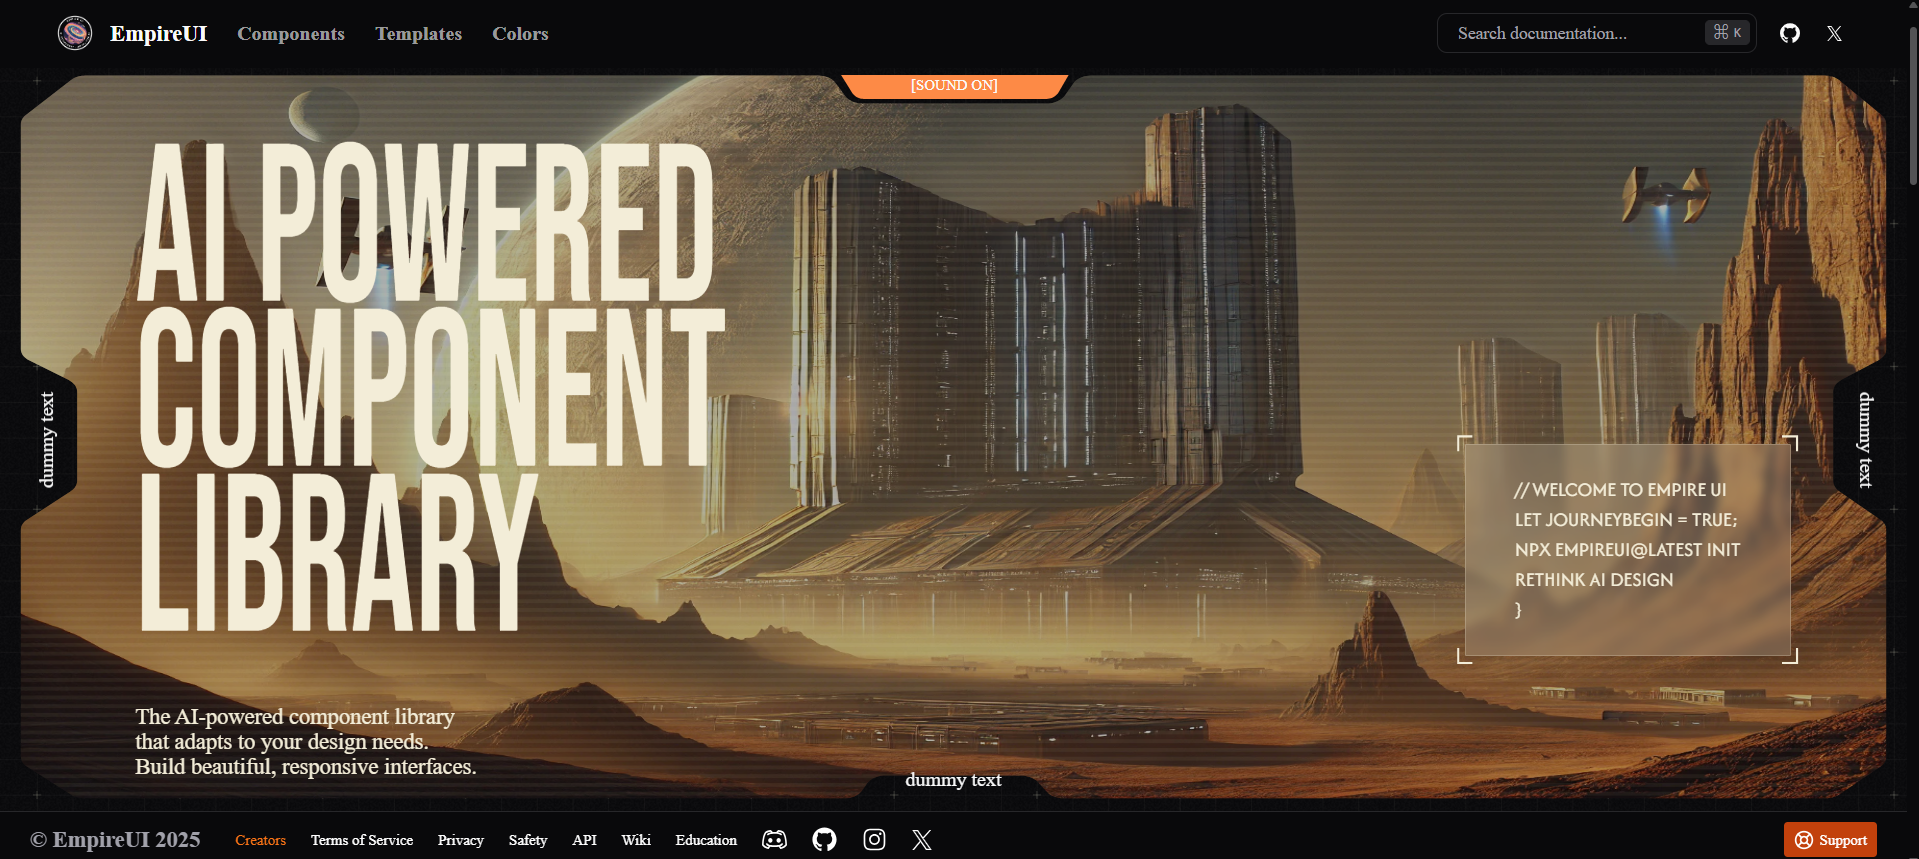 EmpireUI
Components
Templates
Colors
Search documentation...
⌘ K
[SOUND ON]
AI POWERED
COMPONENT
LIBRARY
dummy text
dummy text
// WELCOME TO EMPIRE UI
LET JOURNEYBEGIN = TRUE;
NPX EMPIREUI@LATEST INIT
RETHINK AI DESIGN
}
The AI-powered component library
that adapts to your design needs.
Build beautiful, responsive interfaces.
dummy text
© EmpireUI 2025
Creators
Terms of Service
Privacy
Safety
API
Wiki
Education
Support